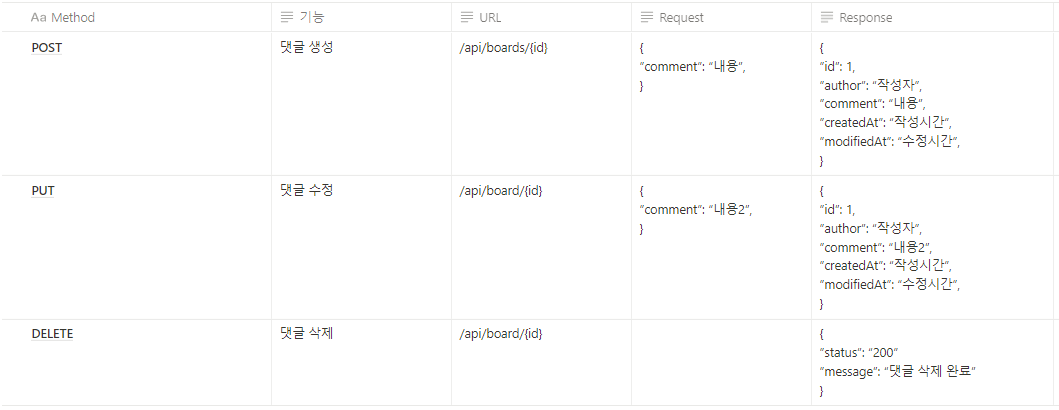 Aa Method 기능 URL Request Response
POST 댓글 생성 /api/boards/{id} { {
”comment”: “내용”, ”id”: 1,
} ”author”: “작성자”,
”comment”: “내용”,
”createdAt”: “작성시간”,
”modifiedAt”: “수정시간”,
}
PUT 댓글 수정 /api/board/{id} { {
”comment”: “내용2”, ”id”: 1,
} ”author”: “작성자”,
”comment”: “내용2”,
”createdAt”: “작성시간”,
”modifiedAt”: “수정시간”,
}
DELETE 댓글 삭제 /api/board/{id} {
”status”: “200”
”message”: “댓글 삭제 완료”
}